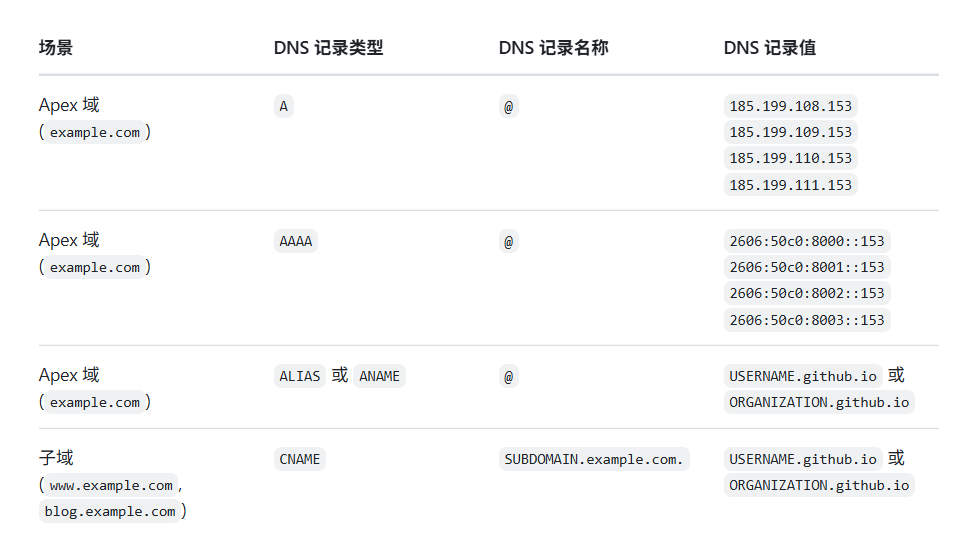 场景 DNS 记录类型 DNS 记录名称 DNS 记录值
Apex 域 A @ 185.199.108.153
(example.com) 185.199.109.153
185.199.110.153
185.199.111.153
Apex 域 AAAA @ 2606:50c0:8000::153
(example.com) 2606:50c0:8001::153
2606:50c0:8002::153
2606:50c0:8003::153
Apex 域 ALIAS 或 ANAME @ USERNAME.github.io 或
(example.com) ORGANIZATION.github.io
子域 CNAME SUBDOMAIN.example.com. USERNAME.github.io 或
(www.example.com, ORGANIZATION.github.io
blog.example.com)